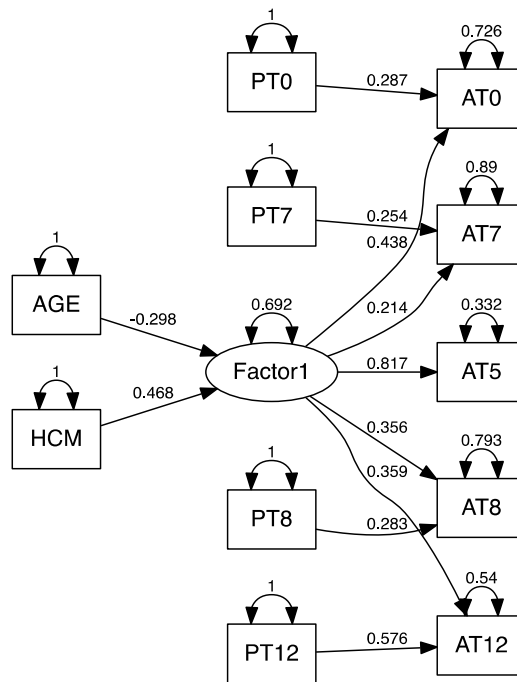 1
0.726
PT0
0.287
AT0
1
0.89
PT7
0.254
0.438
AT7
1
0.214
AGE
-0.298
0.692
0.332
Factor1
0.817
AT5
1
HCM
0.468
0.356
0.793
1
0.359
AT8
PT8
0.283
1
0.54
PT12
0.576
AT12